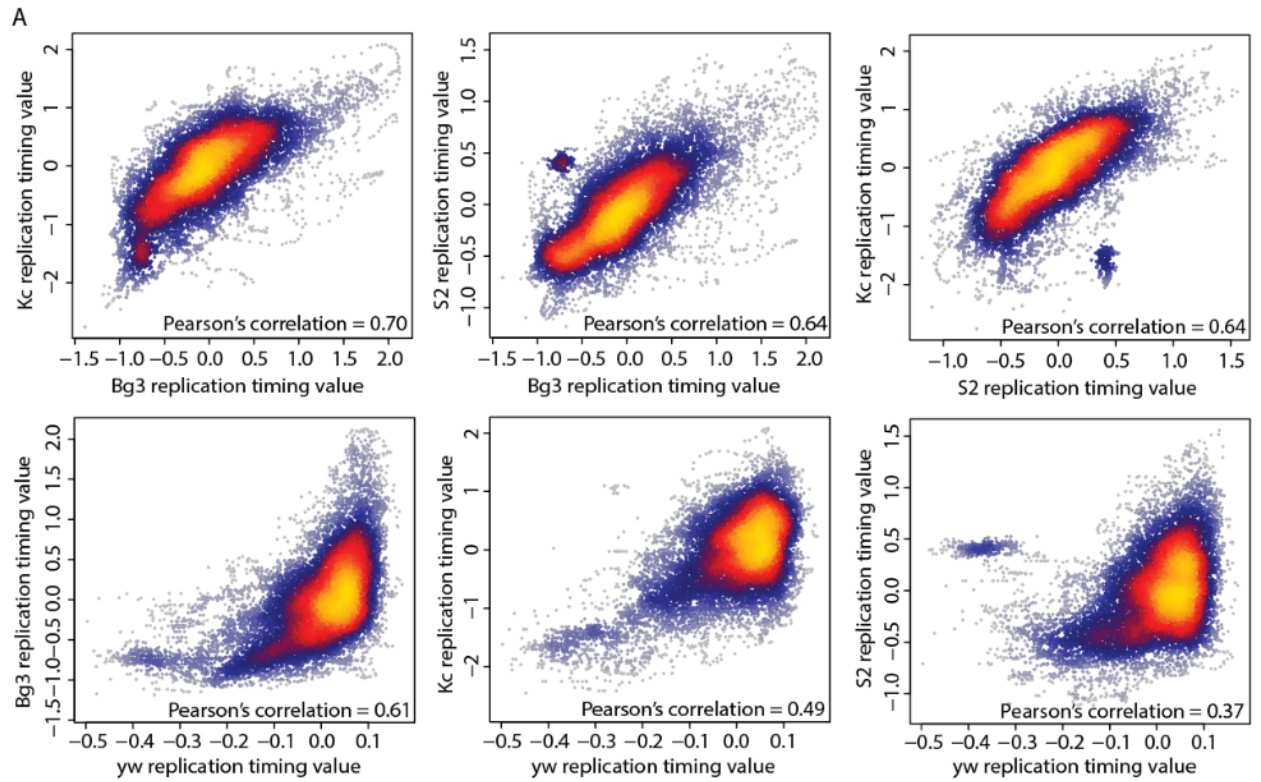 A
Kc replication timing value
2
1
0
−1
−2
Pearson's correlation = 0.70
−1.5 −1.0 −0.5 0.0 0.5 1.0 1.5 2.0
Bg3 replication timing value
S2 replication timing value
1.5
1.0
0.5
0.0
−0.5
−1.0
Pearson's correlation = 0.64
−1.5 −1.0 −0.5 0.0 0.5 1.0 1.5 2.0
Bg3 replication timing value
Kc replication timing value
2
1
0
−1
−2
Pearson's correlation = 0.64
−1.0 −0.5 0.0 0.5 1.0 1.5
S2 replication timing value
Bg3 replication timing value
2.0
1.5
1.0
0.5
0.0
−0.5
−1.0
−1.5
Pearson's correlation = 0.61
−0.5 −0.4 −0.3 −0.2 −0.1 0.0 0.1
yw replication timing value
Kc replication timing value
2
1
0
−1
−2
Pearson's correlation = 0.49
−0.5 −0.4 −0.3 −0.2 −0.1 0.0 0.1
yw replication timing value
S2 replication timing value
1.5
1.0
0.5
0.0
−0.5
−1.0
Pearson's correlation = 0.37
−0.5 −0.4 −0.3 −0.2 −0.1 0.0 0.1
yw replication timing value